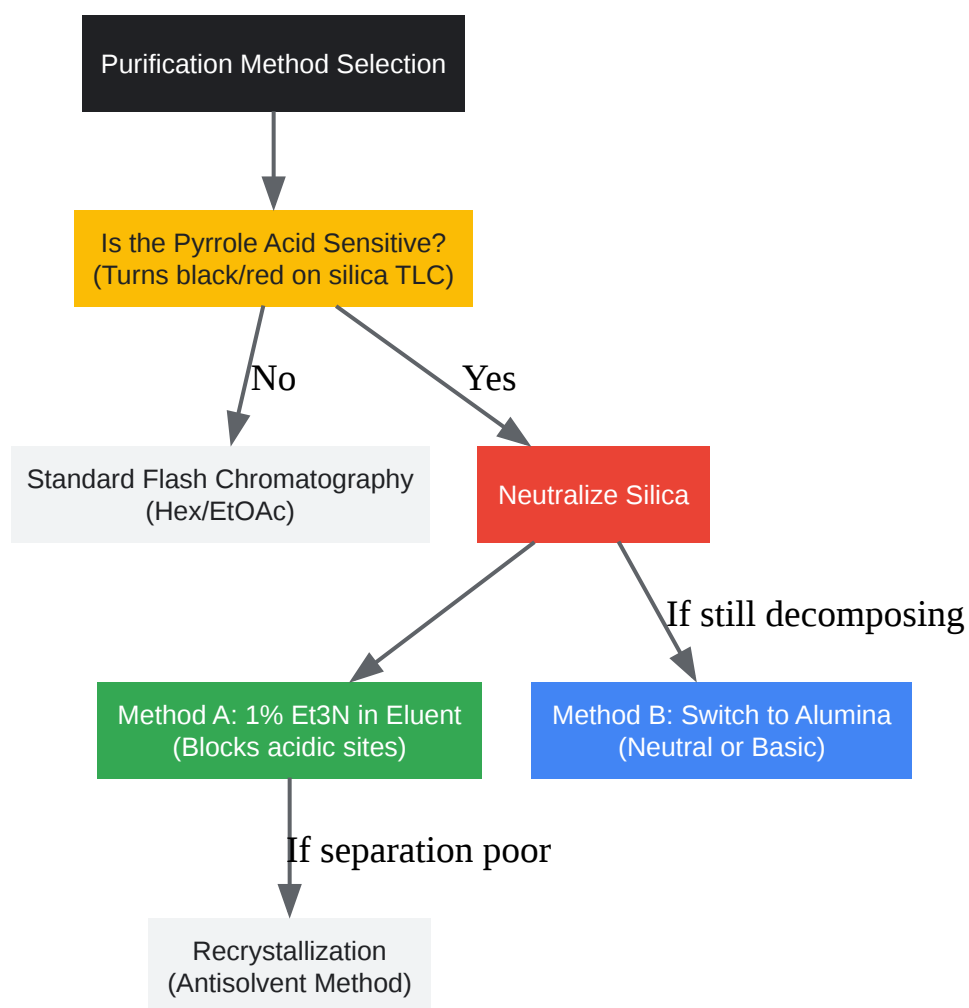 Purification Method Selection
Is the Pyrrole Acid Sensitive?
(Turns black/red on silica TLC)
No
Yes
Standard Flash Chromatography
(Hex/EtOAc)
Neutralize Silica
If still decomposing
Method A: 1% Et3N in Eluent
(Blocks acidic sites)
Method B: Switch to Alumina
(Neutral or Basic)
If separation poor
Recrystallization
(Antisolvent Method)